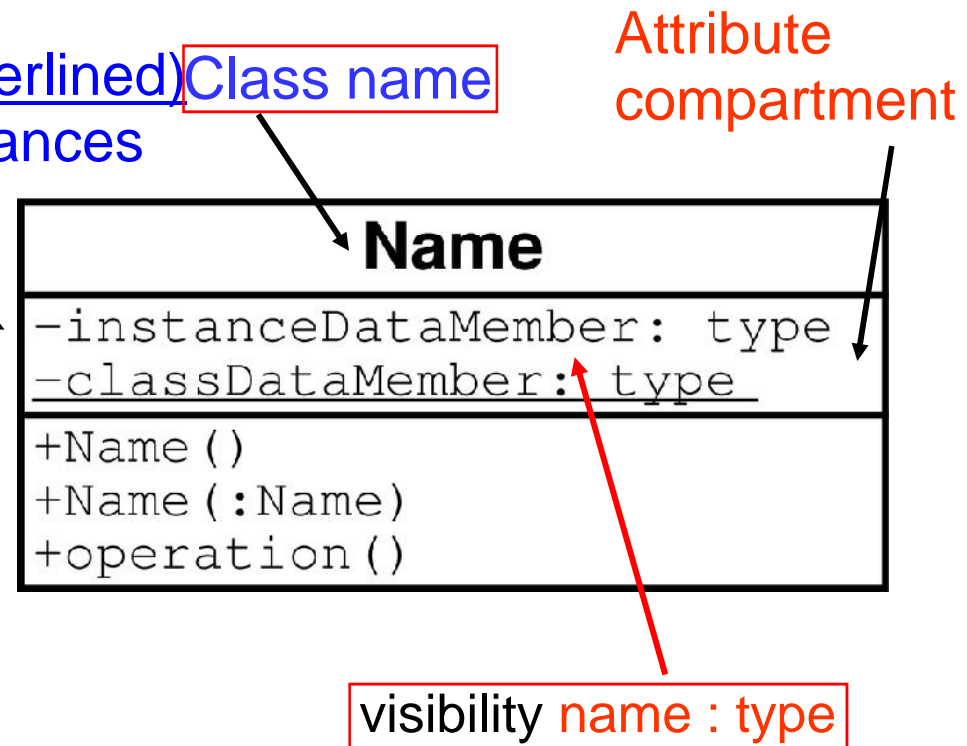 erlined)
ances
Class name
Attribute
compartment
Name
-instanceDataMember: type
-classDataMember: type
+Name()
+Name(:Name)
+operation()
visibility name : type